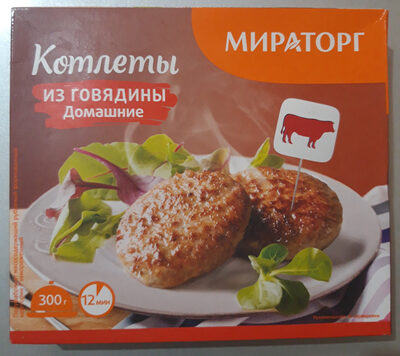 МИРАТОРГ
Котлеты
ИЗ ГОВЯДИНЫ
Домашние
300 г
12 мин